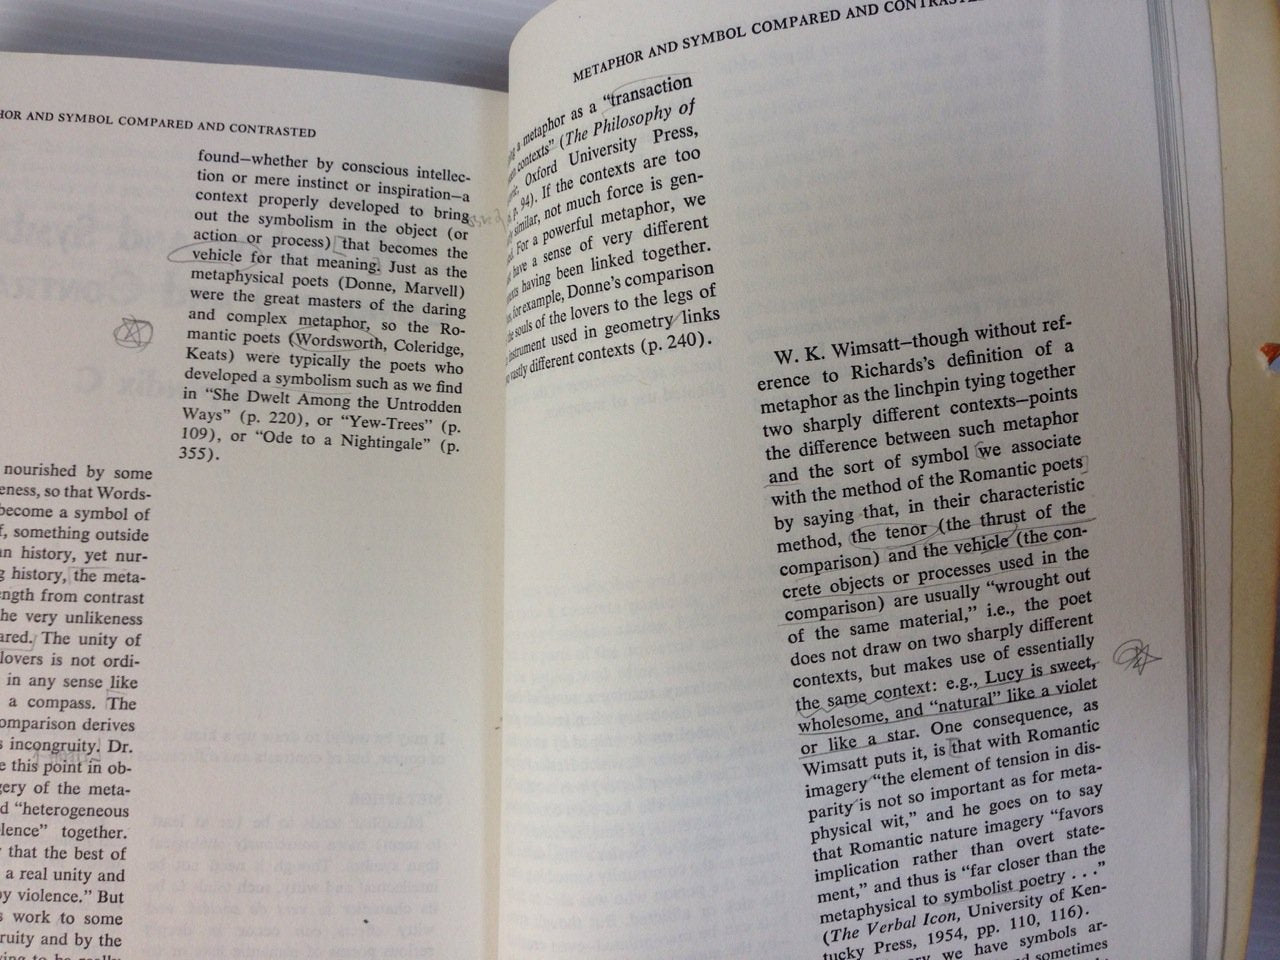 HOR AND SYMBOL COMPARED AND CONTRASTED
nourished by some
eness, so that Words-
become a symbol of
f, something outside
an history, yet nur-
g history, the meta-
ength from contrast
he very unlikeness
ared. The unity of
lovers is not ordi-
in any sense like
a compass. The
omparison derives
s incongruity. Dr.
e this point in ob-
gery of the meta-
d "heterogeneous
lence" together.
that the best of
a real unity and
by violence." But
s work to some
ruity and by the
found—whether by conscious intellec-
tion or mere instinct or inspiration—a
context properly developed to bring
out the symbolism in the object (or
action or process) that becomes the
vehicle for that meaning. Just as the
metaphysical poets (Donne, Marvell)
were the great masters of the daring
and complex metaphor, so the Ro-
mantic poets (Wordsworth, Coleridge,
Keats) were typically the poets who
developed a symbolism such as we find
in "She Dwelt Among the Untrodden
Ways" (p. 220), or "Yew-Trees" (p.
109), or "Ode to a Nightingale" (p.
355).
METAPHOR AND SYMBOL COMPARED AND CONTRASTED
a metaphor as a "transaction
contexts" (The Philosophy of
Oxford University Press,
p. 94). If the contexts are too
similar, not much force is gen-
For a powerful metaphor, we
have a sense of very different
having been linked together.
for example, Donne's comparison
the souls of the lovers to the legs of
instrument used in geometry links
vastly different contexts (p. 240).
W. K. Wimsatt—though without ref-
erence to Richards's definition of a
metaphor as the linchpin tying together
two sharply different contexts—points
the difference between such metaphor
and the sort of symbol we associate
with the method of the Romantic poets
by saying that, in their characteristic
method, the tenor (the thrust of the
comparison) and the vehicle (the con-
crete objects or processes used in the
comparison) are usually "wrought out
of the same material," i.e., the poet
does not draw on two sharply different
contexts, but makes use of essentially
the same context: e.g., Lucy is sweet,
wholesome, and "natural" like a violet
or like a star. One consequence, as
Wimsatt puts it, is that with Romantic
imagery "the element of tension in dis-
parity is not so important as for meta-
physical wit," and he goes on to say
that Romantic nature imagery "favors
implication rather than overt state-
ment," and thus is "far closer than the
metaphysical to symbolist poetry . . ."
(The Verbal Icon, University of Ken-
tucky Press, 1954, pp. 110, 116).
we have symbols ar-
and sometimes